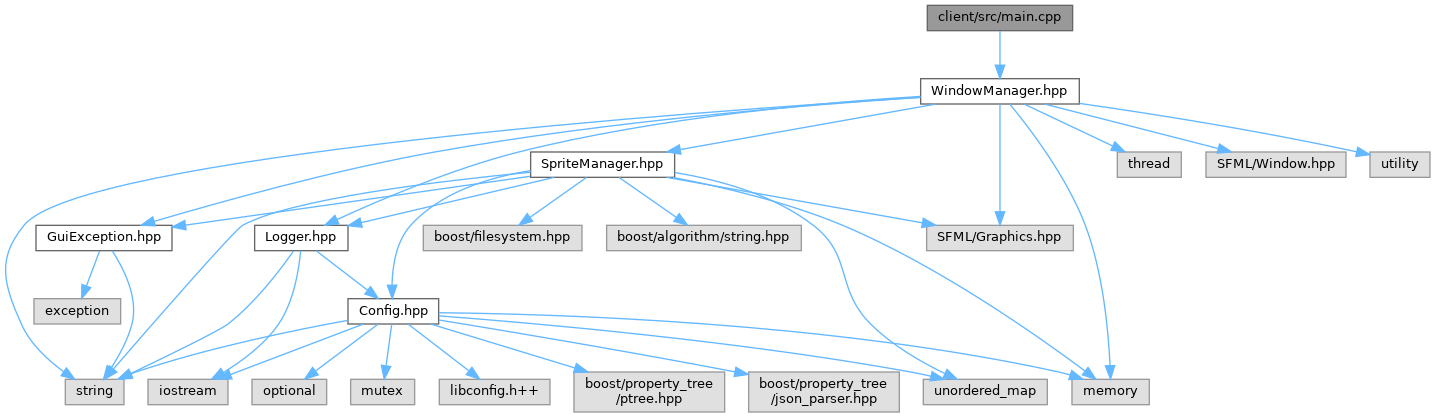 client/src/main.cpp
WindowManager.hpp
SpriteManager.hpp
thread
SFML/Window.hpp
utility
GuiException.hpp
Logger.hpp
boost/filesystem.hpp
boost/algorithm/string.hpp
SFML/Graphics.hpp
exception
Config.hpp
string
iostream
optional
mutex
libconfig.h++
boost/property_tree
/ptree.hpp
boost/property_tree
/json_parser.hpp
unordered_map
memory